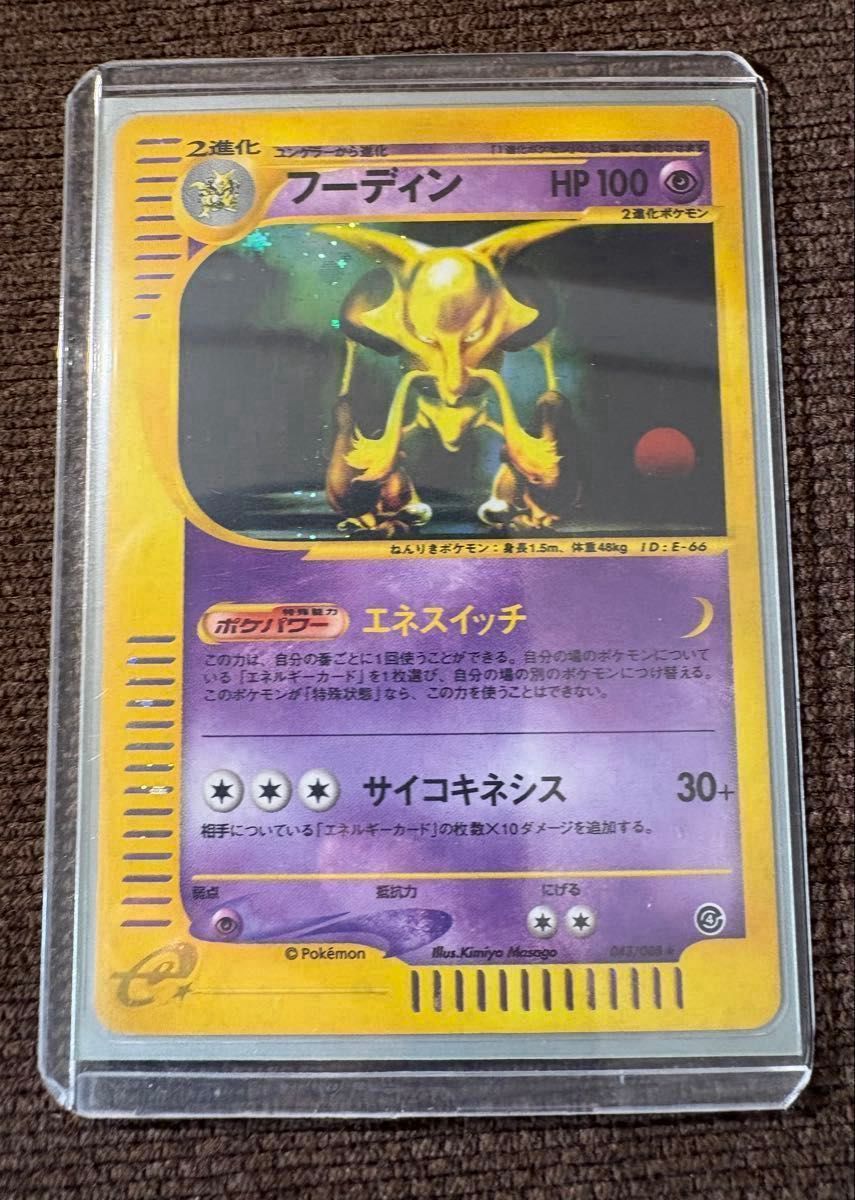 2進化 ユンゲラーから進化
フーディン HP 100
2進化ポケモン
ねんりきポケモン：身長1.5m、体重48kg ID：E-66
ポケパワー 特殊能力 エネスイッチ
この力は、自分の番ごとに1回使うことができる。自分の場のポケモンについて
いる「エネルギーカード」を1枚選び、自分の場の別のポケモンにつけ替える。
このポケモンが「特殊状態」なら、この力を使うことはできない。
サイコキネシス 30+
相手についている「エネルギーカード」の枚数×10ダメージを追加する。
弱点 抵抗力 にげる
4
©Pokémon Illus.Kimiya Masago
e